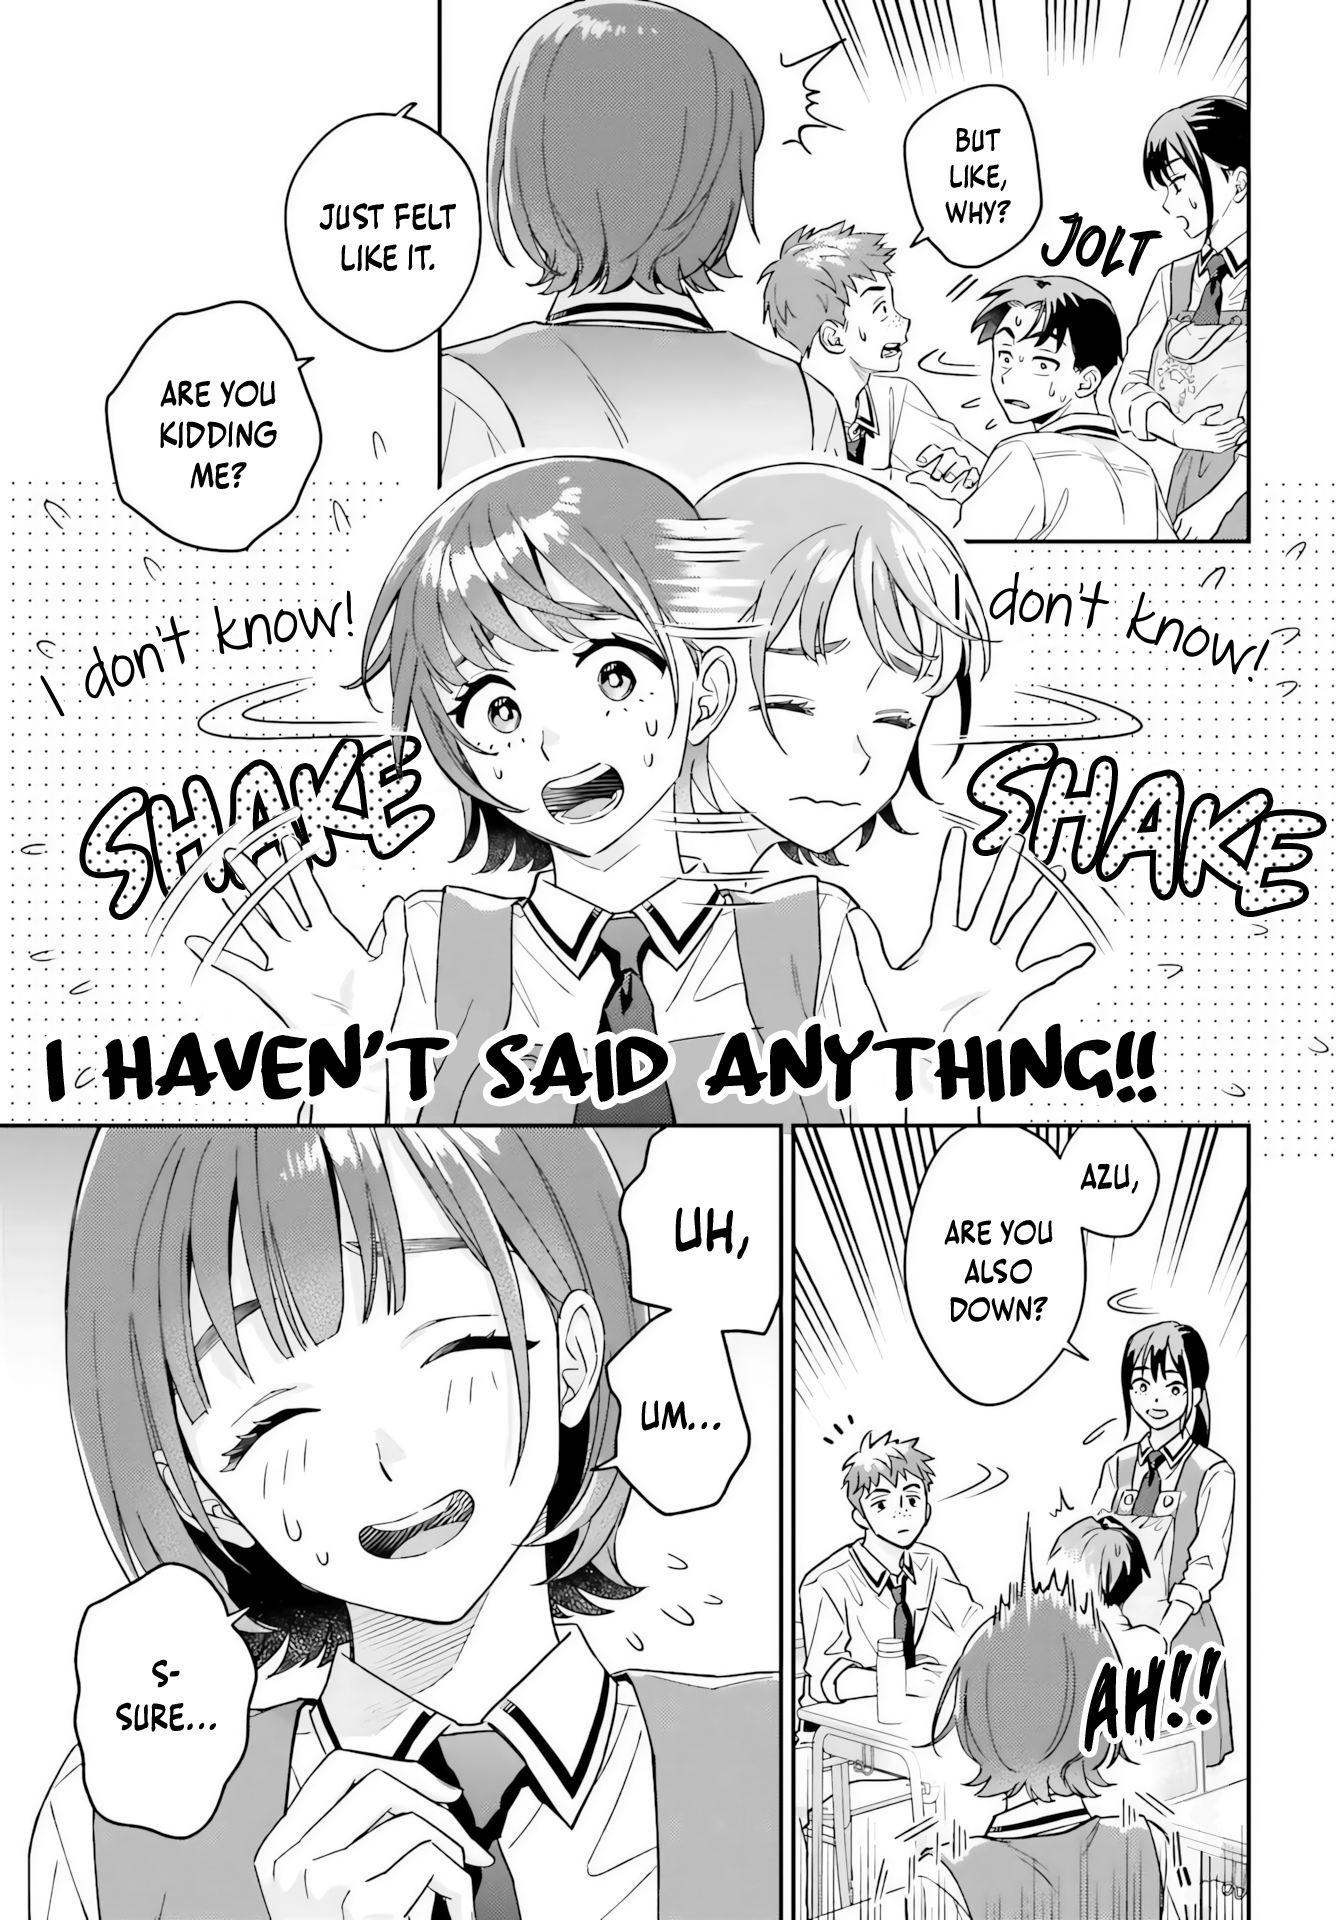 BUT
LIKE,
WHY?
JOLT
JUST FELT
LIKE IT.
ARE YOU
KIDDING
ME?
I don't know!
I don't know!
SHAKE
SHAKE
I HAVEN'T SAID ANYTHING!!
AZU,
ARE YOU
ALSO
DOWN?
AH!!
UH,
UM...
S-
SURE...